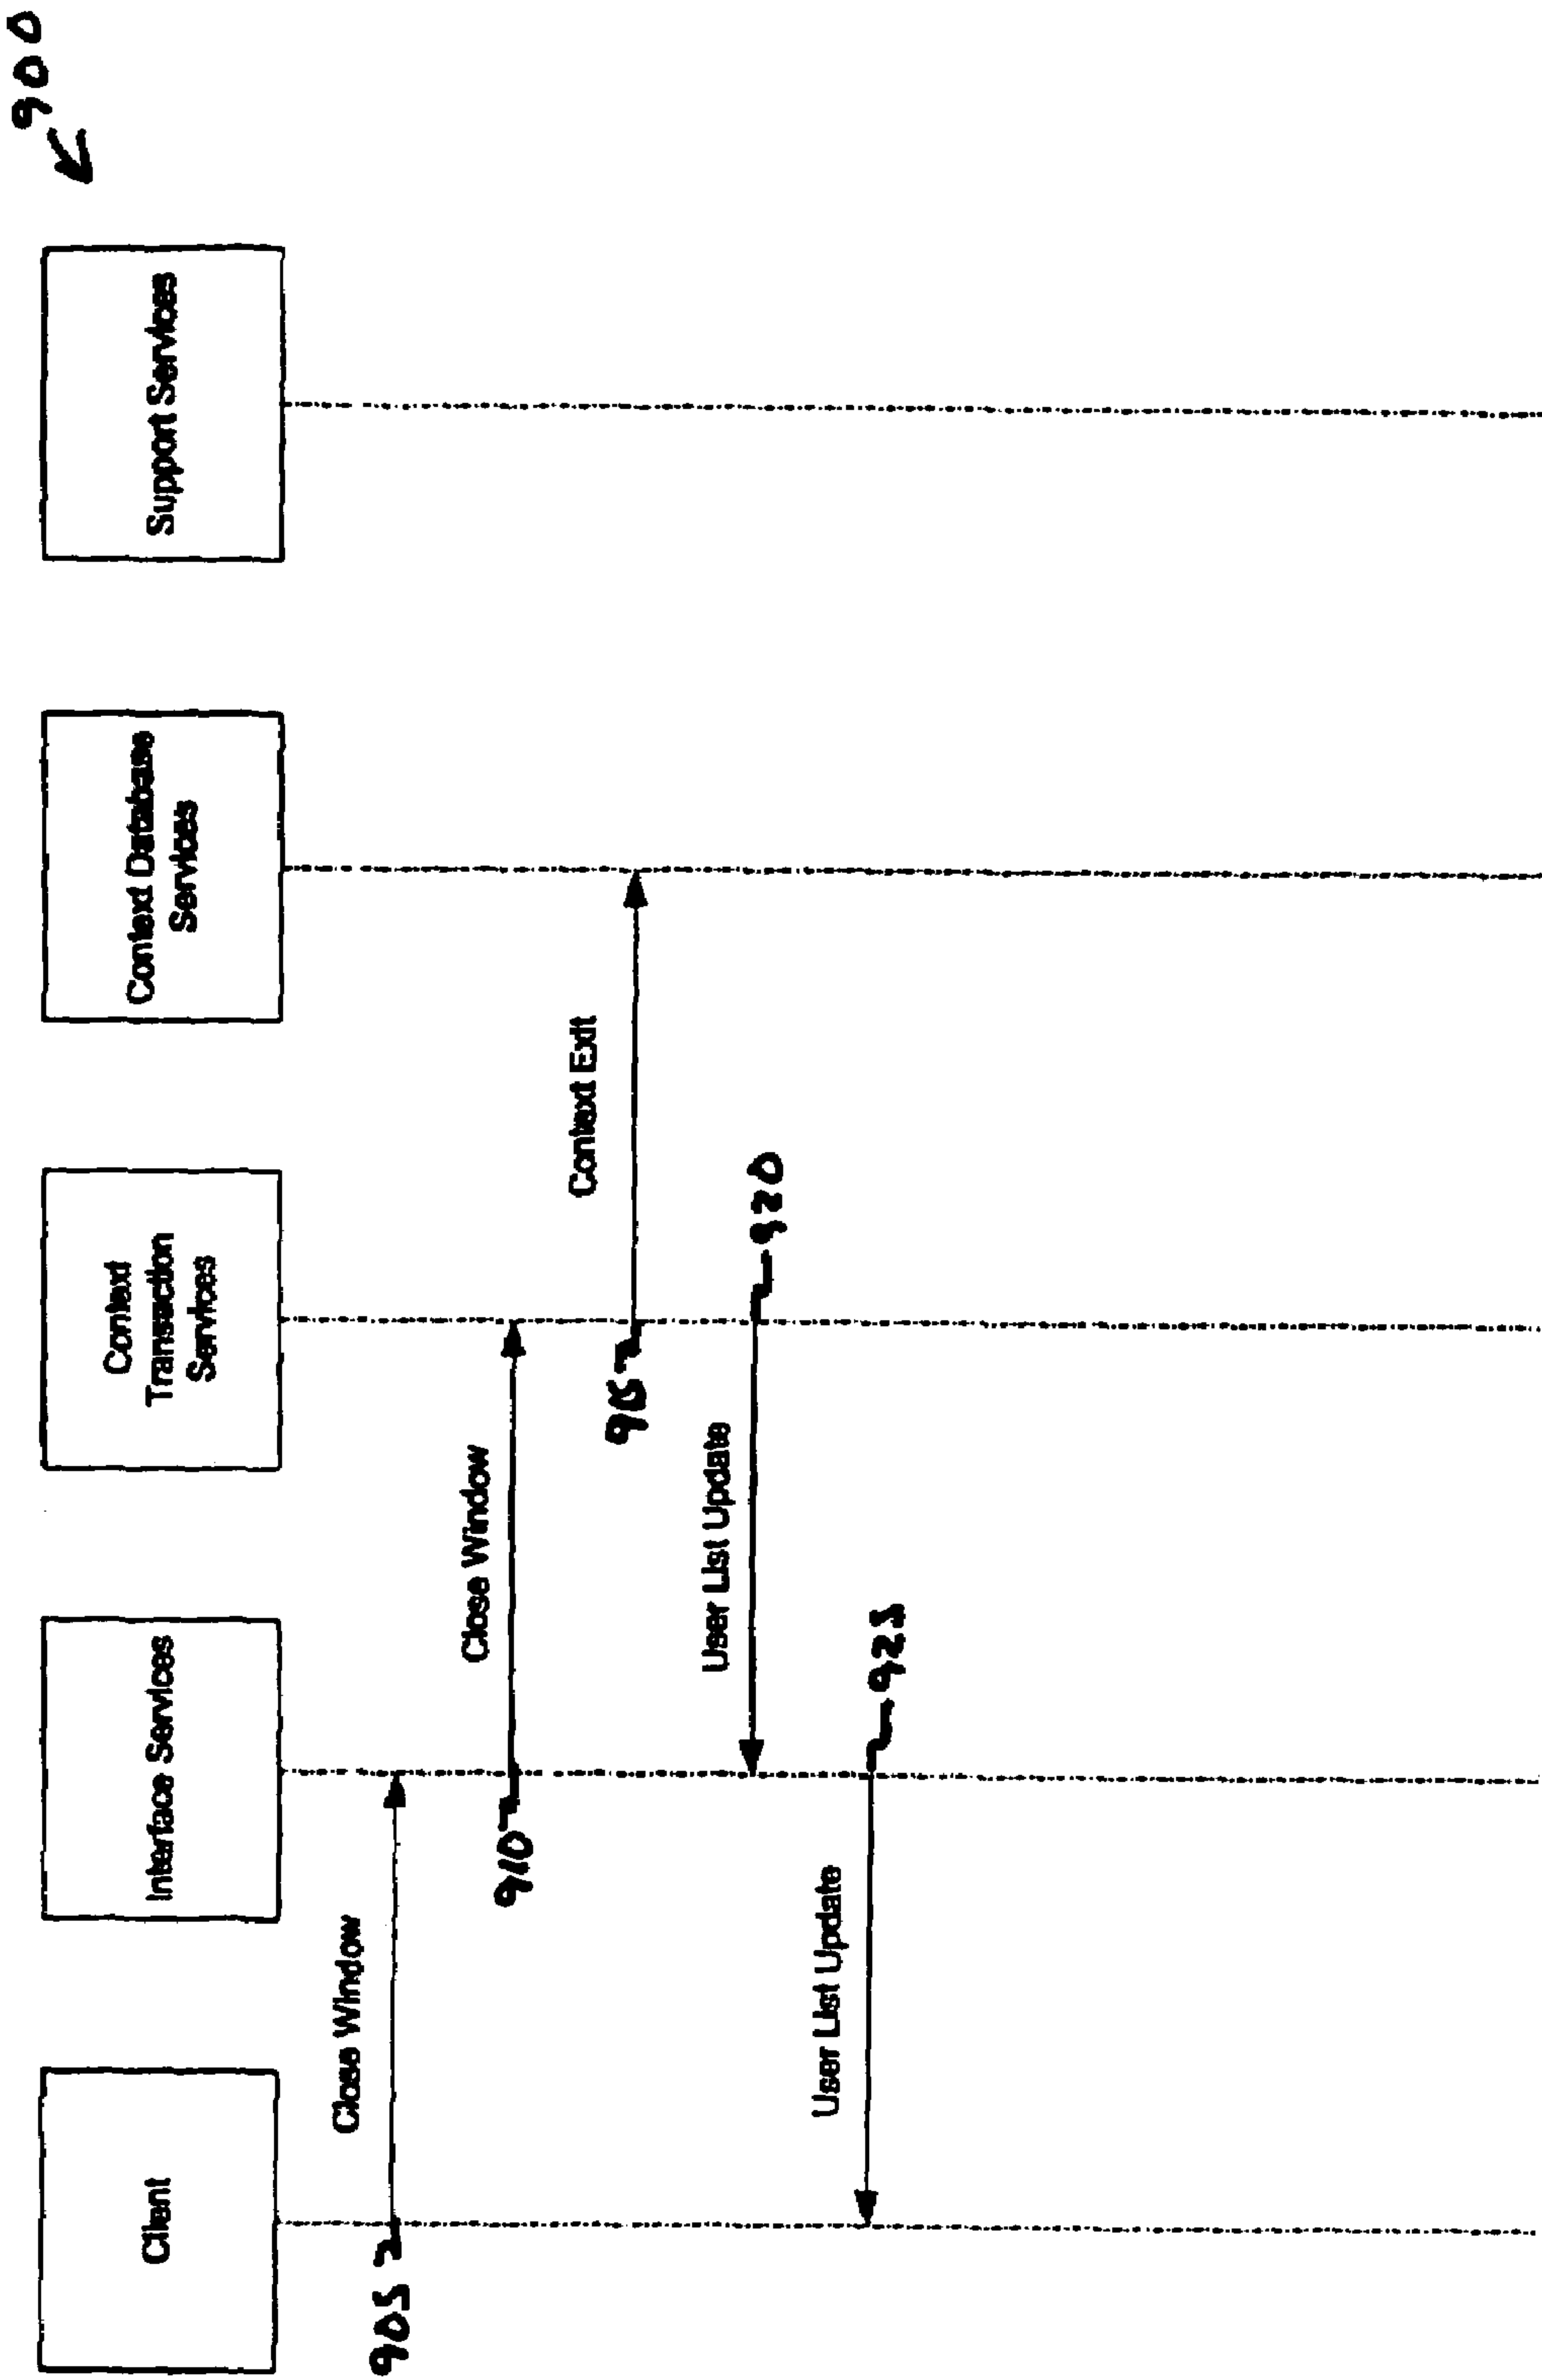 900
Client
Interface Services
Context
Transaction
Services
Context Database
Services
Support Services
Close Window
905
Close Window
910
Context Exit
915
User List Update
920
User List Update
925